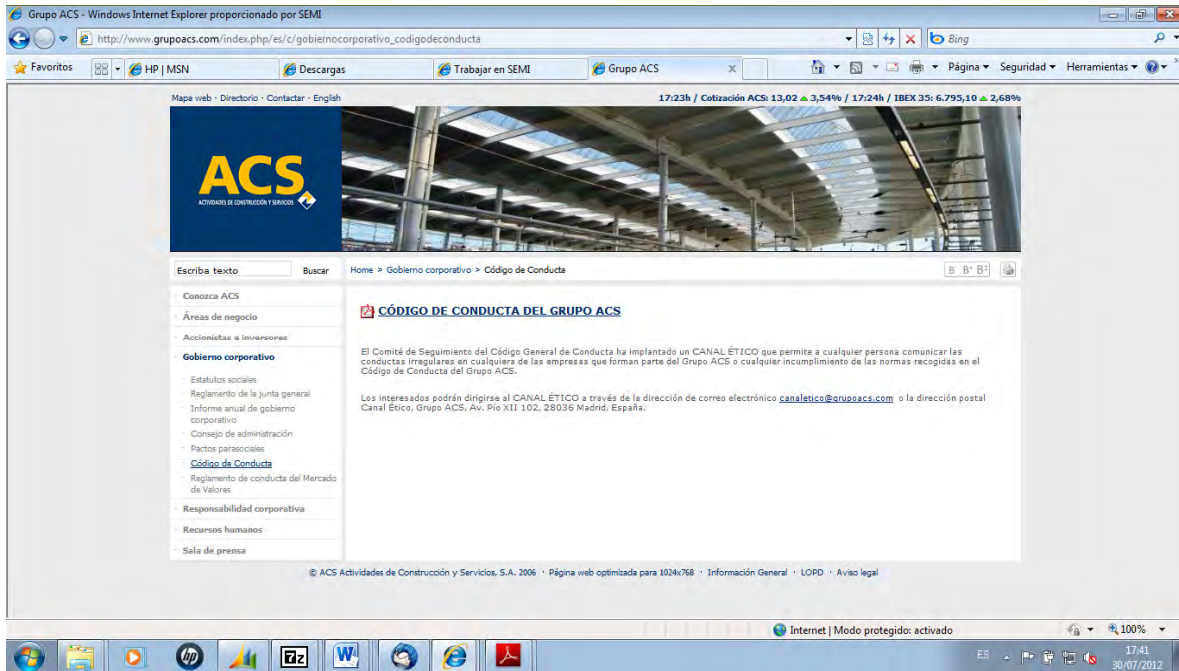 Grupo ACS - Windows Internet Explorer proporcionado por SEMI
http://www.grupoacs.com/index.php/es/c/gobiernocorporativo_codigodeconducta
Bing
Favoritos
HP | MSN
Descargas
Trabajar en SEMI
Grupo ACS
X
Página
Seguridad
Herramientas
Mapa web · Directorio · Contactar · English
17:23h / Cotización ACS: 13,02 3,54% / 17:24h / IBEX 35: 6.795,10 2,68%
ACS
ACTIVIDADES DE CONSTRUCCIÓN Y SERVICIOS
Escriba texto
Buscar
Home > Gobierno corporativo > Código de Conducta
B B+ B‡
Conozca ACS
Áreas de negocio
Accionistas e inversores
Gobierno corporativo
Estatutos sociales
Reglamento de la junta general
Informe anual de gobierno
corporativo
Consejo de administración
Pactos parasociales
Código de Conducta
Reglamento de conducta del Mercado
de Valores
Responsabilidad corporativa
Recursos humanos
Sala de prensa
CÓDIGO DE CONDUCTA DEL GRUPO ACS
El Comité de Seguimiento del Código General de Conducta ha implantado un CANAL ÉTICO que permite a cualquier persona comunicar las
conductas irregulares en cualquiera de las empresas que forman parte del Grupo ACS o cualquier incumplimiento de las normas recogidas en el
Código de Conducta del Grupo ACS.
Los interesados podrán dirigirse al CANAL ÉTICO a través de la dirección de correo electrónico canaletico@grupoacs.com o la dirección postal
Canal Ético, Grupo ACS, Av. Pío XII 102, 28036 Madrid, España.
© ACS Actividades de Construcción y Servicios, S.A. 2006 · Página web optimizada para 1024x768 · Información General · LOPD · Aviso legal
Internet | Modo protegido: activado
100%
hp
7z
W
ES
17:41
30/07/2012